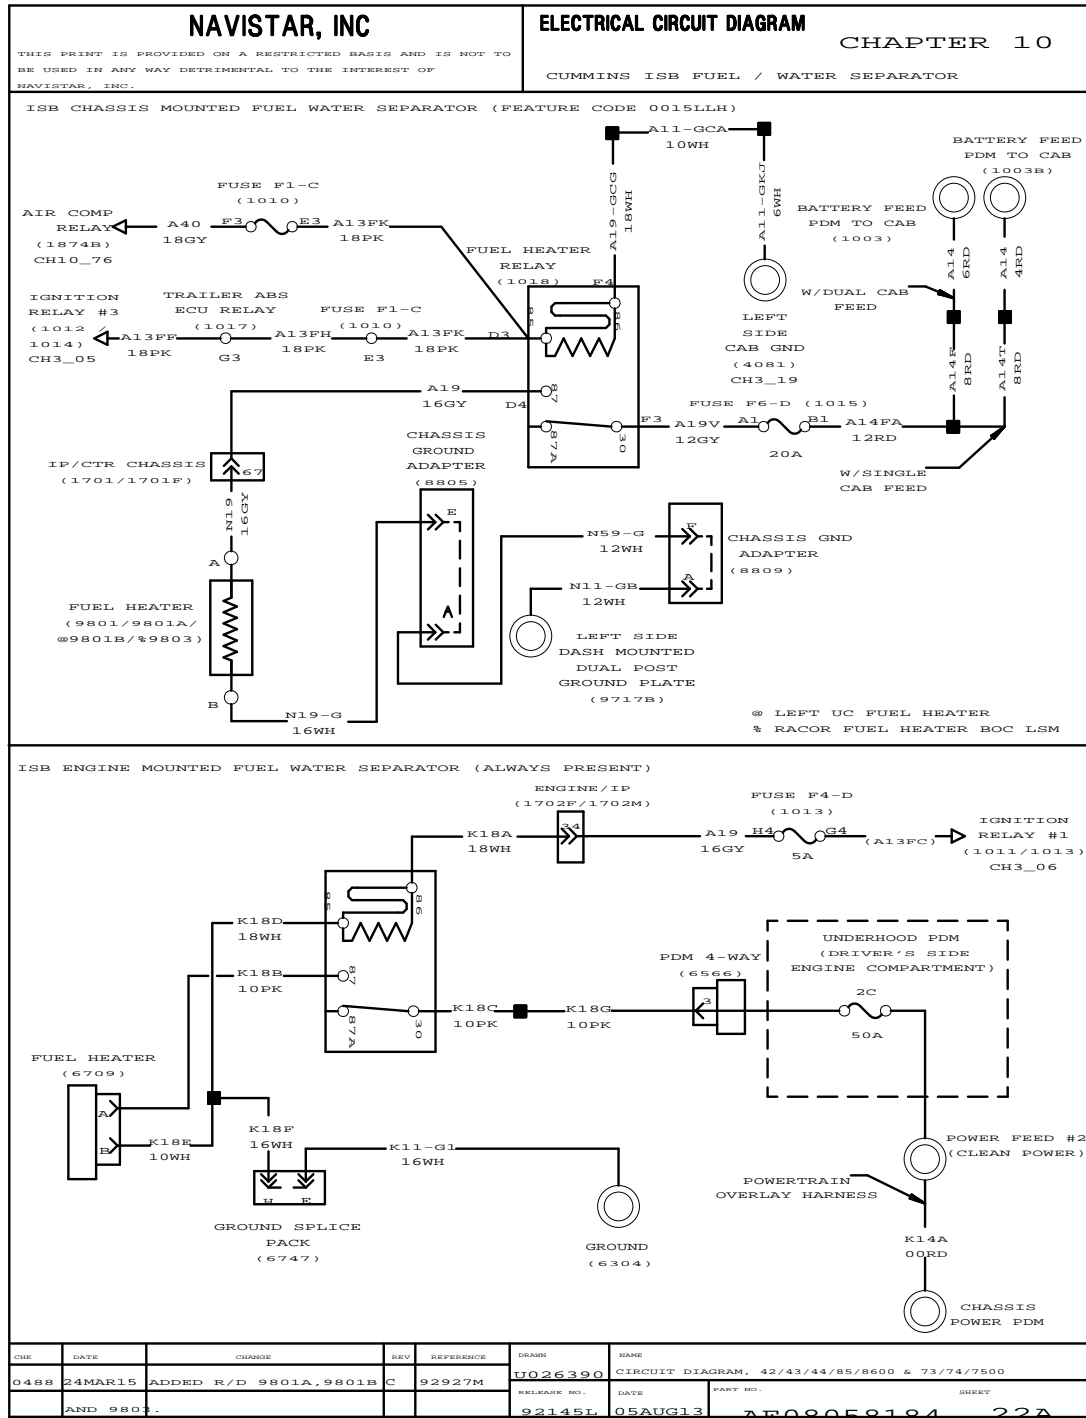 NAVISTAR, INC
THIS PRINT IS PROVIDED ON A RESTRICTED BASIS AND IS NOT TO
BE USED IN ANY WAY DETRIMENTAL TO THE INTEREST OF
NAVISTAR, INC.
ELECTRICAL CIRCUIT DIAGRAM
CHAPTER 10
CUMMINS ISB FUEL / WATER SEPARATOR
ISB CHASSIS MOUNTED FUEL WATER SEPARATOR (FEATURE CODE 0015LLH)
A11-GCA
10WH
A19-GCG
18WH
A11-GKJ
6WH
BATTERY FEED
PDM TO CAB
(1003B)
BATTERY FEED
PDM TO CAB
(1003)
A14
6RD
A14
4RD
W/DUAL CAB
FEED
FUSE F1-C
(1010)
AIR COMP
RELAY
(1874B)
CH10_76
A40
18GY
F3
E3
A13FK
18PK
FUEL HEATER
RELAY
(1018)
F4
85
86
LEFT
SIDE
CAB GND
(4081)
CH3_19
IGNITION
RELAY #3
(1012 /
1014)
CH3_05
A13FF
18PK
TRAILER ABS
ECU RELAY
(1017)
G3
A13FH
18PK
FUSE F1-C
(1010)
E3
A13FK
18PK
D3
A14R
8RD
A14T
8RD
A19
16GY
D4
87
87A
30
F3
A19V
12GY
FUSE F6-D (1015)
A1
B1
20A
A14FA
12RD
W/SINGLE
CAB FEED
IP/CTR CHASSIS
(1701/1701F)
67
N19
16GY
A
CHASSIS
GROUND
ADAPTER
(8805)
E
A
N59-G
12WH
F
A
CHASSIS GND
ADAPTER
(8809)
N11-GB
12WH
FUEL HEATER
(9801/9801A/
@9801B/%9803)
B
N19-G
16WH
LEFT SIDE
DASH MOUNTED
DUAL POST
GROUND PLATE
(9717B)
@ LEFT UC FUEL HEATER
% RACOR FUEL HEATER BOC LSM
ISB ENGINE MOUNTED FUEL WATER SEPARATOR (ALWAYS PRESENT)
ENGINE/IP
(1702F/1702M)
34
K18A
18WH
A19
16GY
FUSE F4-D
(1013)
H4
G4
5A
(A13FC)
IGNITION
RELAY #1
(1011/1013)
CH3_06
85
86
K18D
18WH
K18B
10PK
87
87A
30
K18C
10PK
K18G
10PK
PDM 4-WAY
(6566)
3
UNDERHOOD PDM
(DRIVER'S SIDE
ENGINE COMPARTMENT)
2C
50A
FUEL HEATER
(6709)
A
B
K18E
10WH
K18F
16WH
K11-G1
16WH
H
E
GROUND SPLICE
PACK
(6747)
GROUND
(6304)
POWER FEED #2
(CLEAN POWER)
POWERTRAIN
OVERLAY HARNESS
K14A
00RD
CHASSIS
POWER PDM
CHK DATE CHANGE REV REFERENCE
0488 24MAR15 ADDED R/D 9801A,9801B C 92927M
AND 9803.
DRAWN
U026390
NAME
CIRCUIT DIAGRAM, 42/43/44/85/8600 & 73/74/7500
RELEASE NO.
92145L
DATE
05AUG13
PART NO.
AF08058184
SHEET
22A